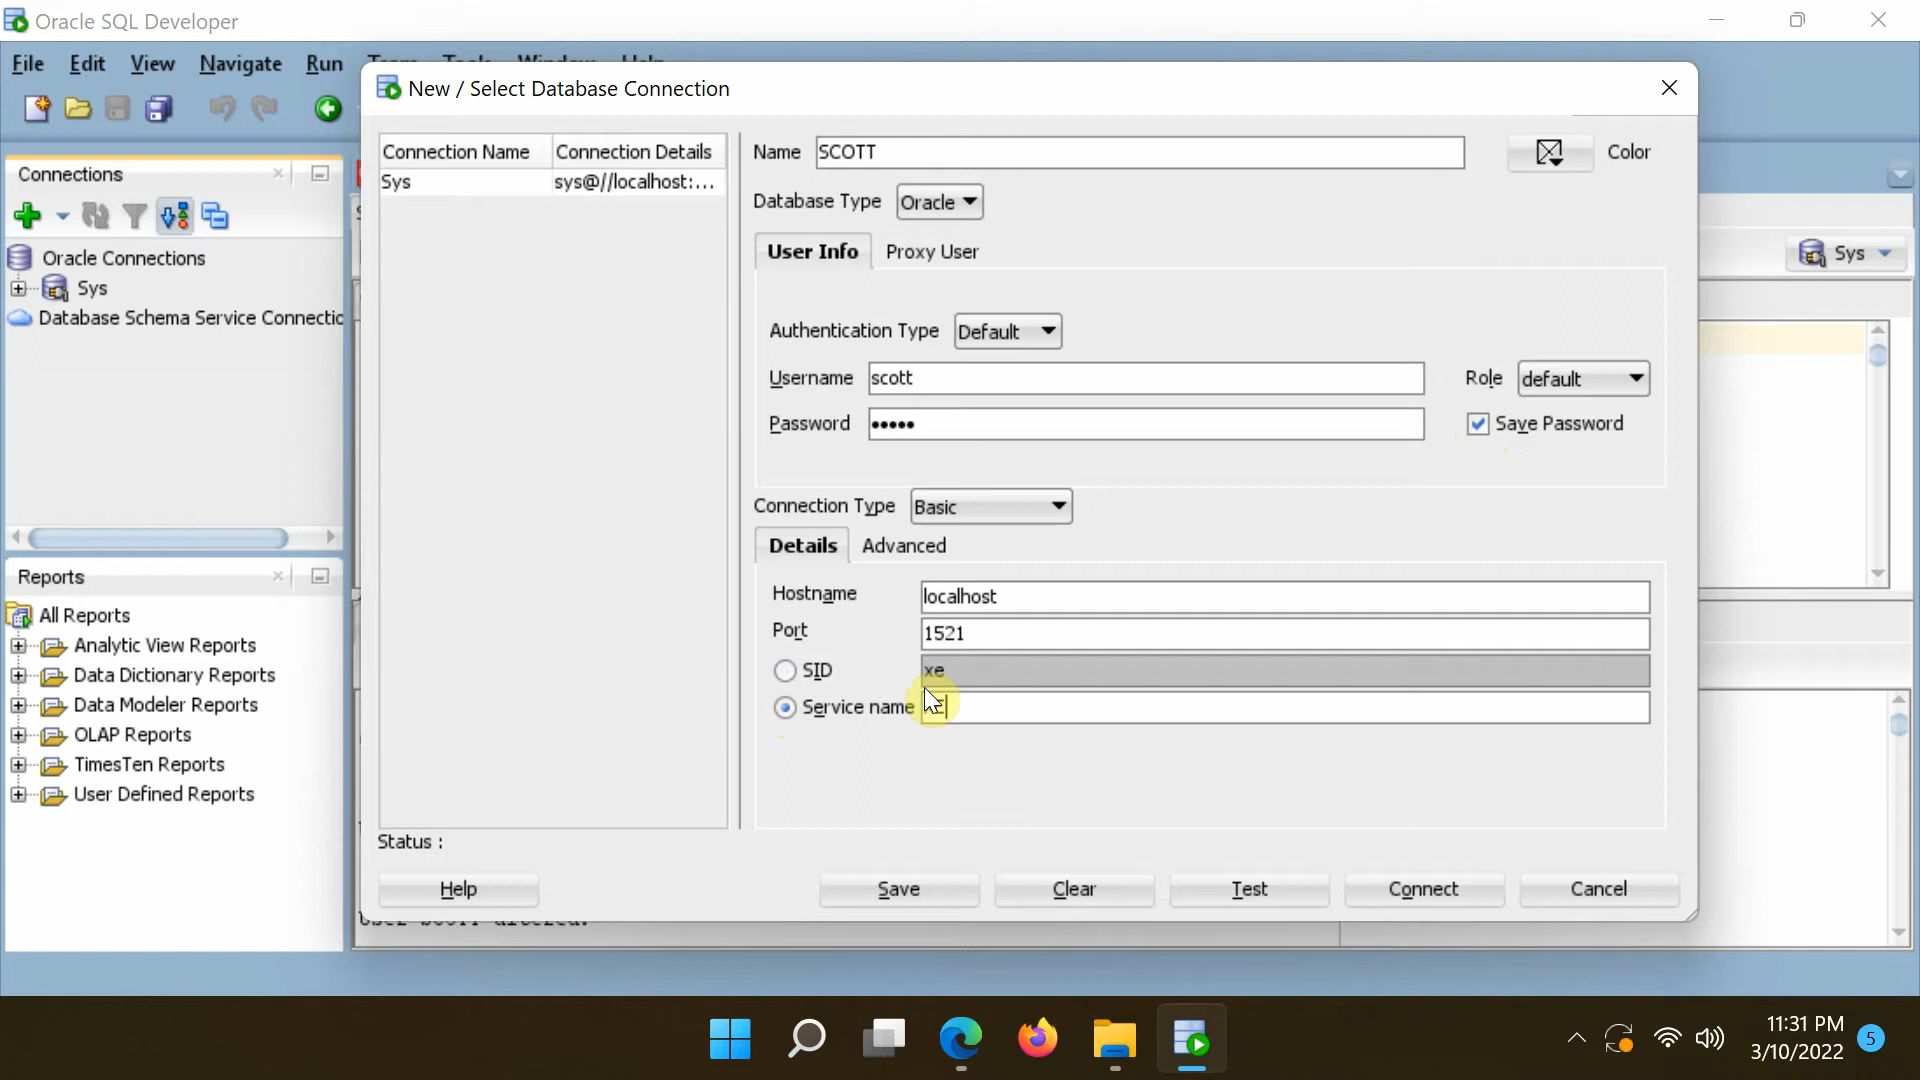 Oracle SQL Developer
File Edit View Navigate Run
New / Select Database Connection
Connections
Oracle Connections
Sys
Database Schema Service Connectic
Reports
All Reports
Analytic View Reports
Data Dictionary Reports
Data Modeler Reports
OLAP Reports
TimesTen Reports
User Defined Reports
Connection Name Connection Details
Sys sys@//localhost:...
Name SCOTT Color
Database Type Oracle
User Info Proxy User
Authentication Type Default
Username scott Role default
Password ••••• Save Password
Connection Type Basic
Details Advanced
Hostname localhost
Port 1521
SID xe
Service name
Status :
Help Save Clear Test Connect Cancel
Sys
11:31 PM
3/10/2022 5